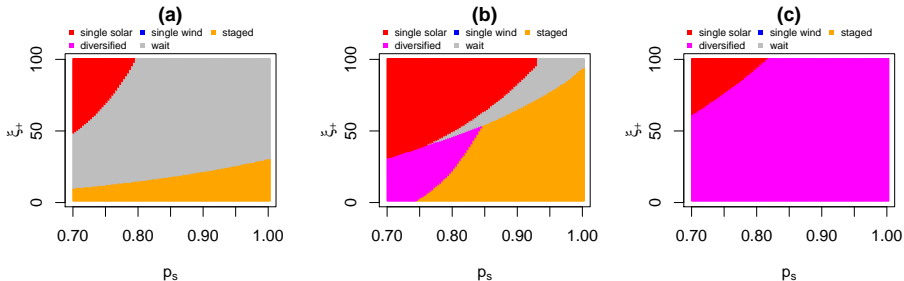 (a)
single solar single wind staged
diversified wait
ξ+
100
50
0
0.70 0.80 0.90 1.00
ps
(b)
single solar single wind staged
diversified wait
ξ+
100
50
0
0.70 0.80 0.90 1.00
ps
(c)
single solar single wind staged
diversified wait
ξ+
100
50
0
0.70 0.80 0.90 1.00
ps